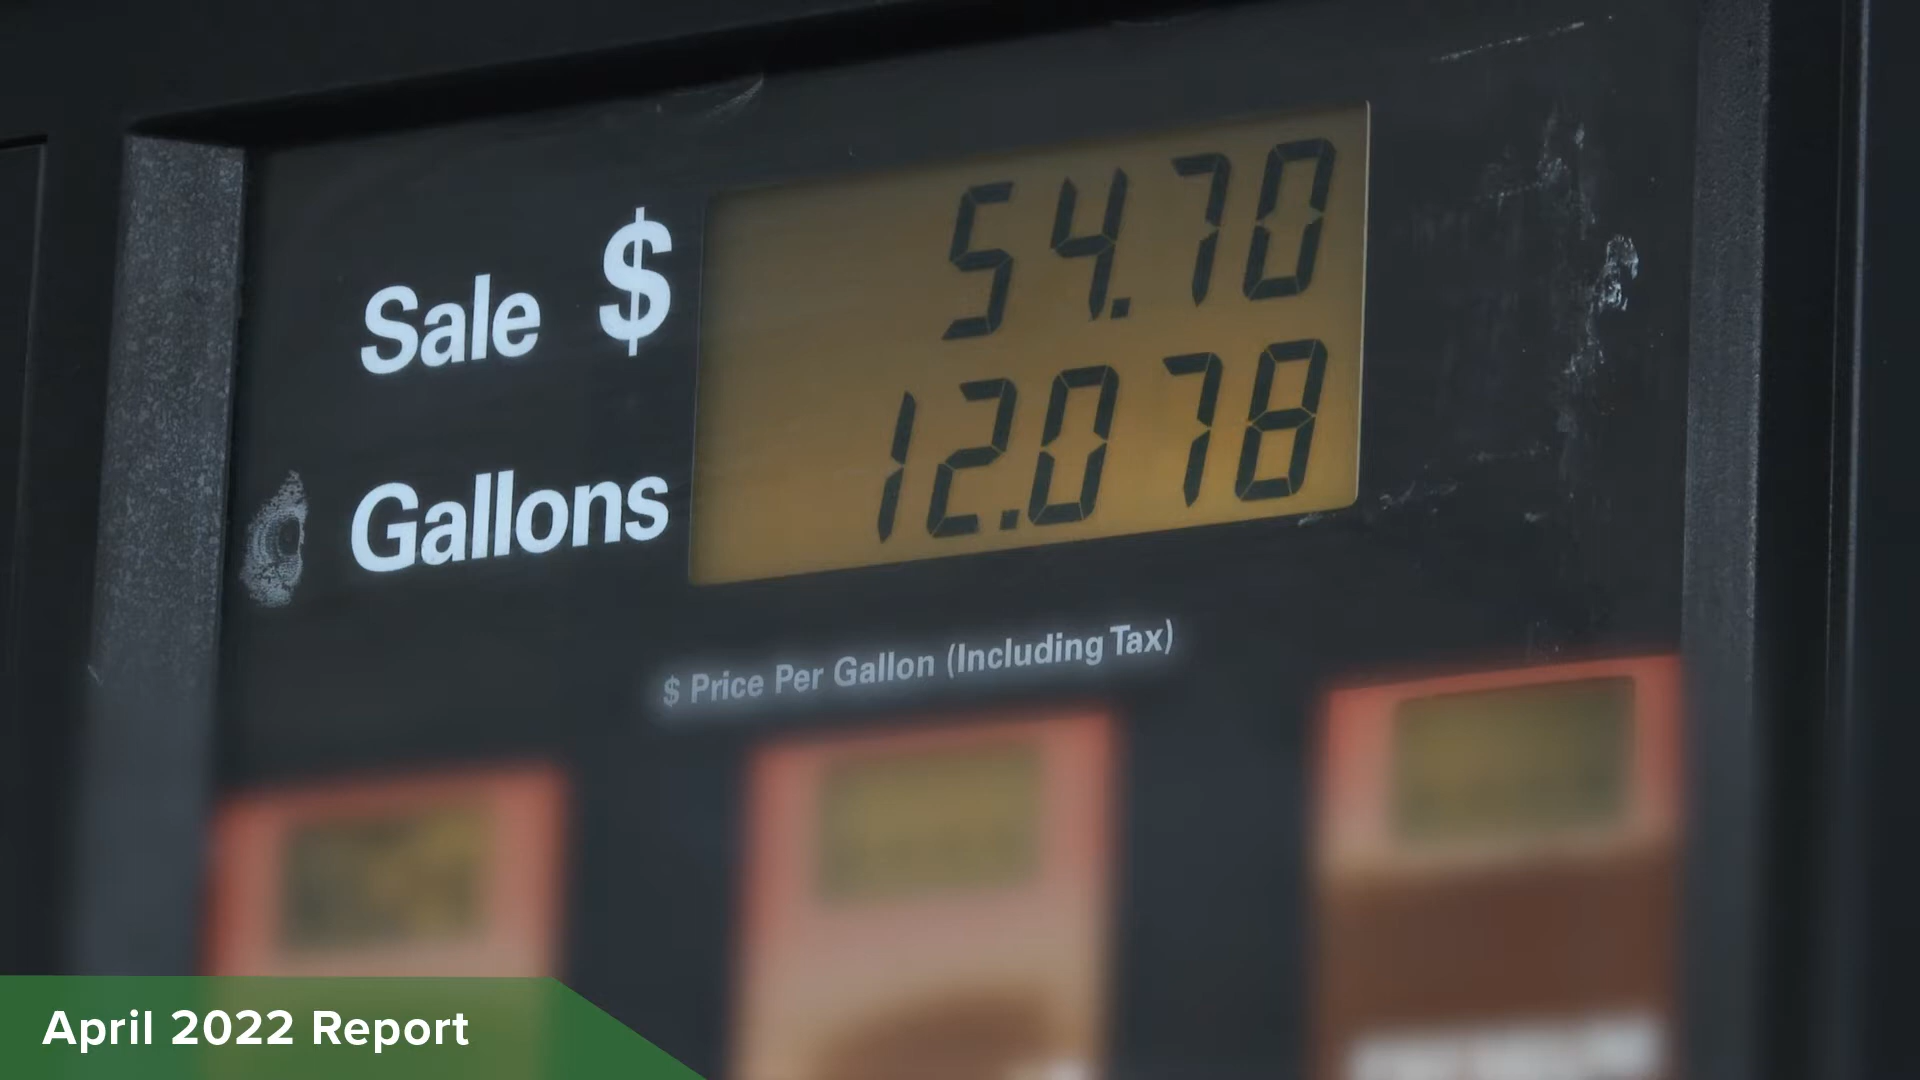 Sale $ 54.70
Gallons 12.078
$ Price Per Gallon (Including Tax)
April 2022 Report